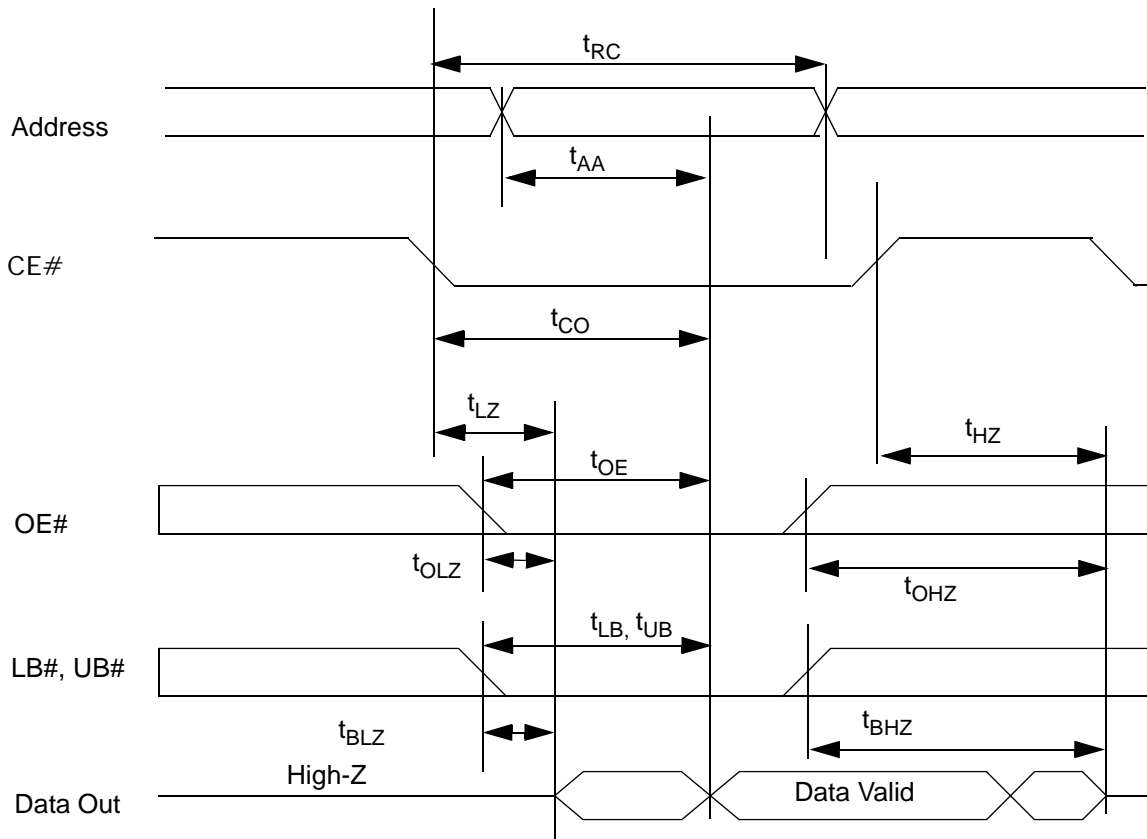 tRC
Address
tAA
CE#
tCO
tLZ
tHZ
tOE
OE#
tOLZ
tOHZ
tLB, tUB
LB#, UB#
tBLZ
tBHZ
High-Z
Data Valid
Data Out